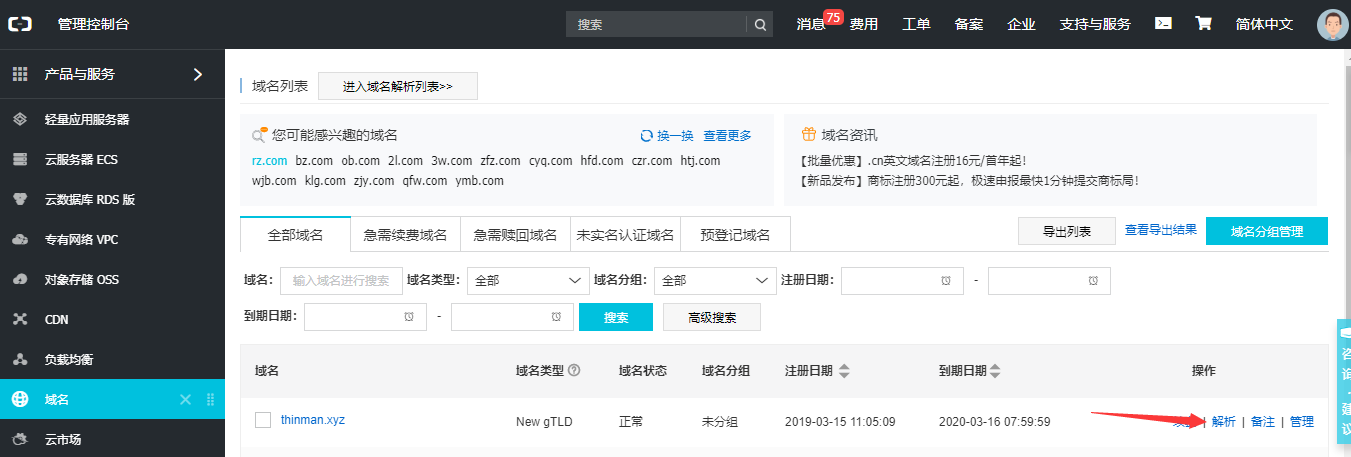 管理控制台 搜索 消息 75 费用 工单 备案 企业 支持与服务 简体中文
产品与服务
轻量应用服务器
云服务器 ECS
云数据库 RDS 版
专有网络 VPC
对象存储 OSS
CDN
负载均衡
域名
云市场
域名列表 进入域名解析列表>>
您可能感兴趣的域名 换一换 查看更多
rz.com bz.com ob.com 2l.com 3w.com zfz.com cyq.com hfd.com czr.com htj.com
wjb.com klg.com zjy.com qfw.com ymb.com
域名资讯
【批量优惠】.cn英文域名注册16元/首年起!
【新品发布】商标注册300元起，极速申报最快1分钟提交商标局!
全部域名 急需续费域名 急需赎回域名 未实名认证域名 预登记域名 导出列表 查看导出结果 域名分组管理
域名: 输入域名进行搜索 域名类型: 全部 域名分组: 全部 注册日期: -
到期日期: - 搜索 高级搜索
域名 域名类型 域名状态 域名分组 注册日期 到期日期 操作
thinman.xyz New gTLD 正常 未分组 2019-03-15 11:05:09 2020-03-16 07:59:59 | 解析 | 备注 | 管理
咨询·建议